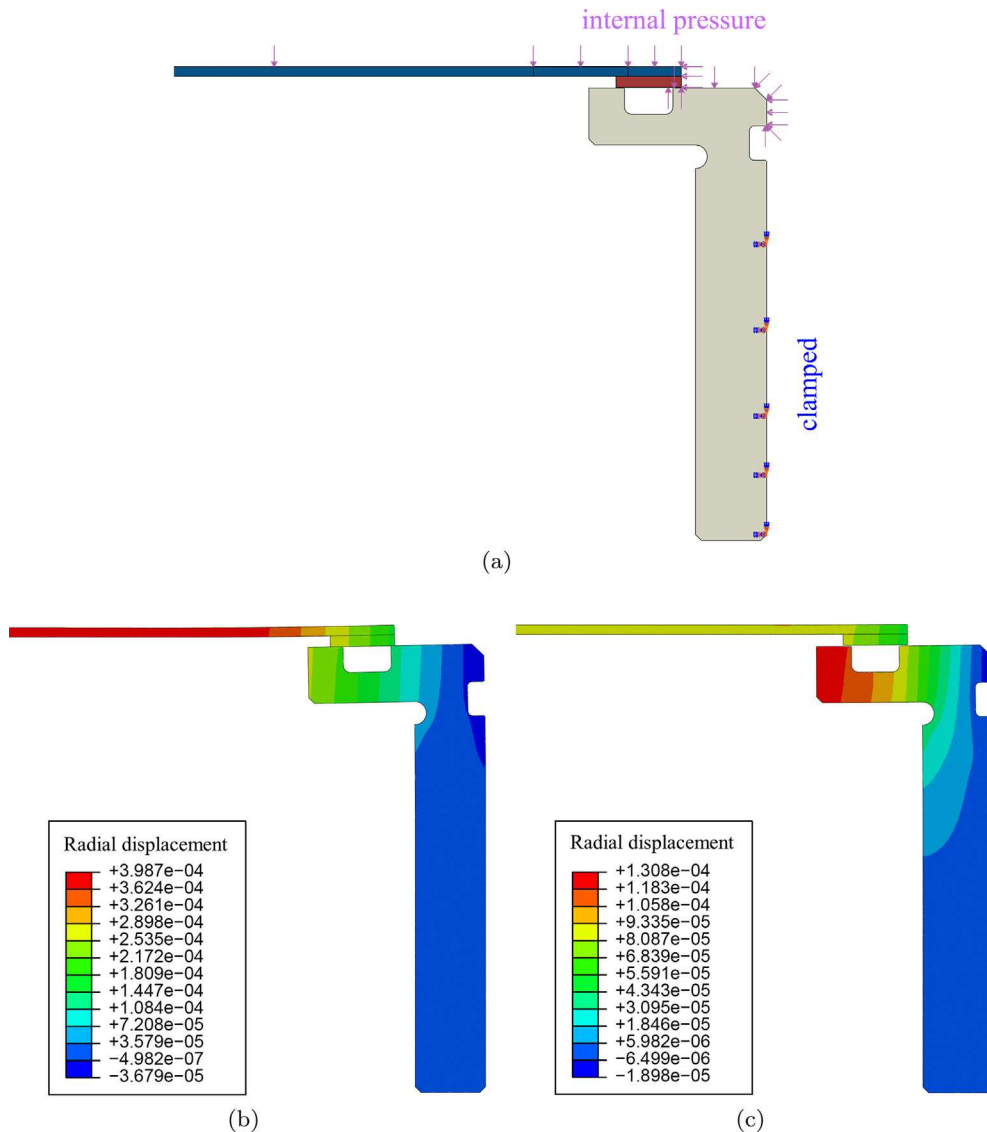 internal pressure
clamped
(a)
Radial displacement
+3.987e−04
+3.624e−04
+3.261e−04
+2.898e−04
+2.535e−04
+2.172e−04
+1.809e−04
+1.447e−04
+1.084e−04
+7.208e−05
+3.579e−05
−4.982e−07
−3.679e−05
(b)
Radial displacement
+1.308e−04
+1.183e−04
+1.058e−04
+9.335e−05
+8.087e−05
+6.839e−05
+5.591e−05
+4.343e−05
+3.095e−05
+1.846e−05
+5.982e−06
−6.499e−06
−1.898e−05
(c)